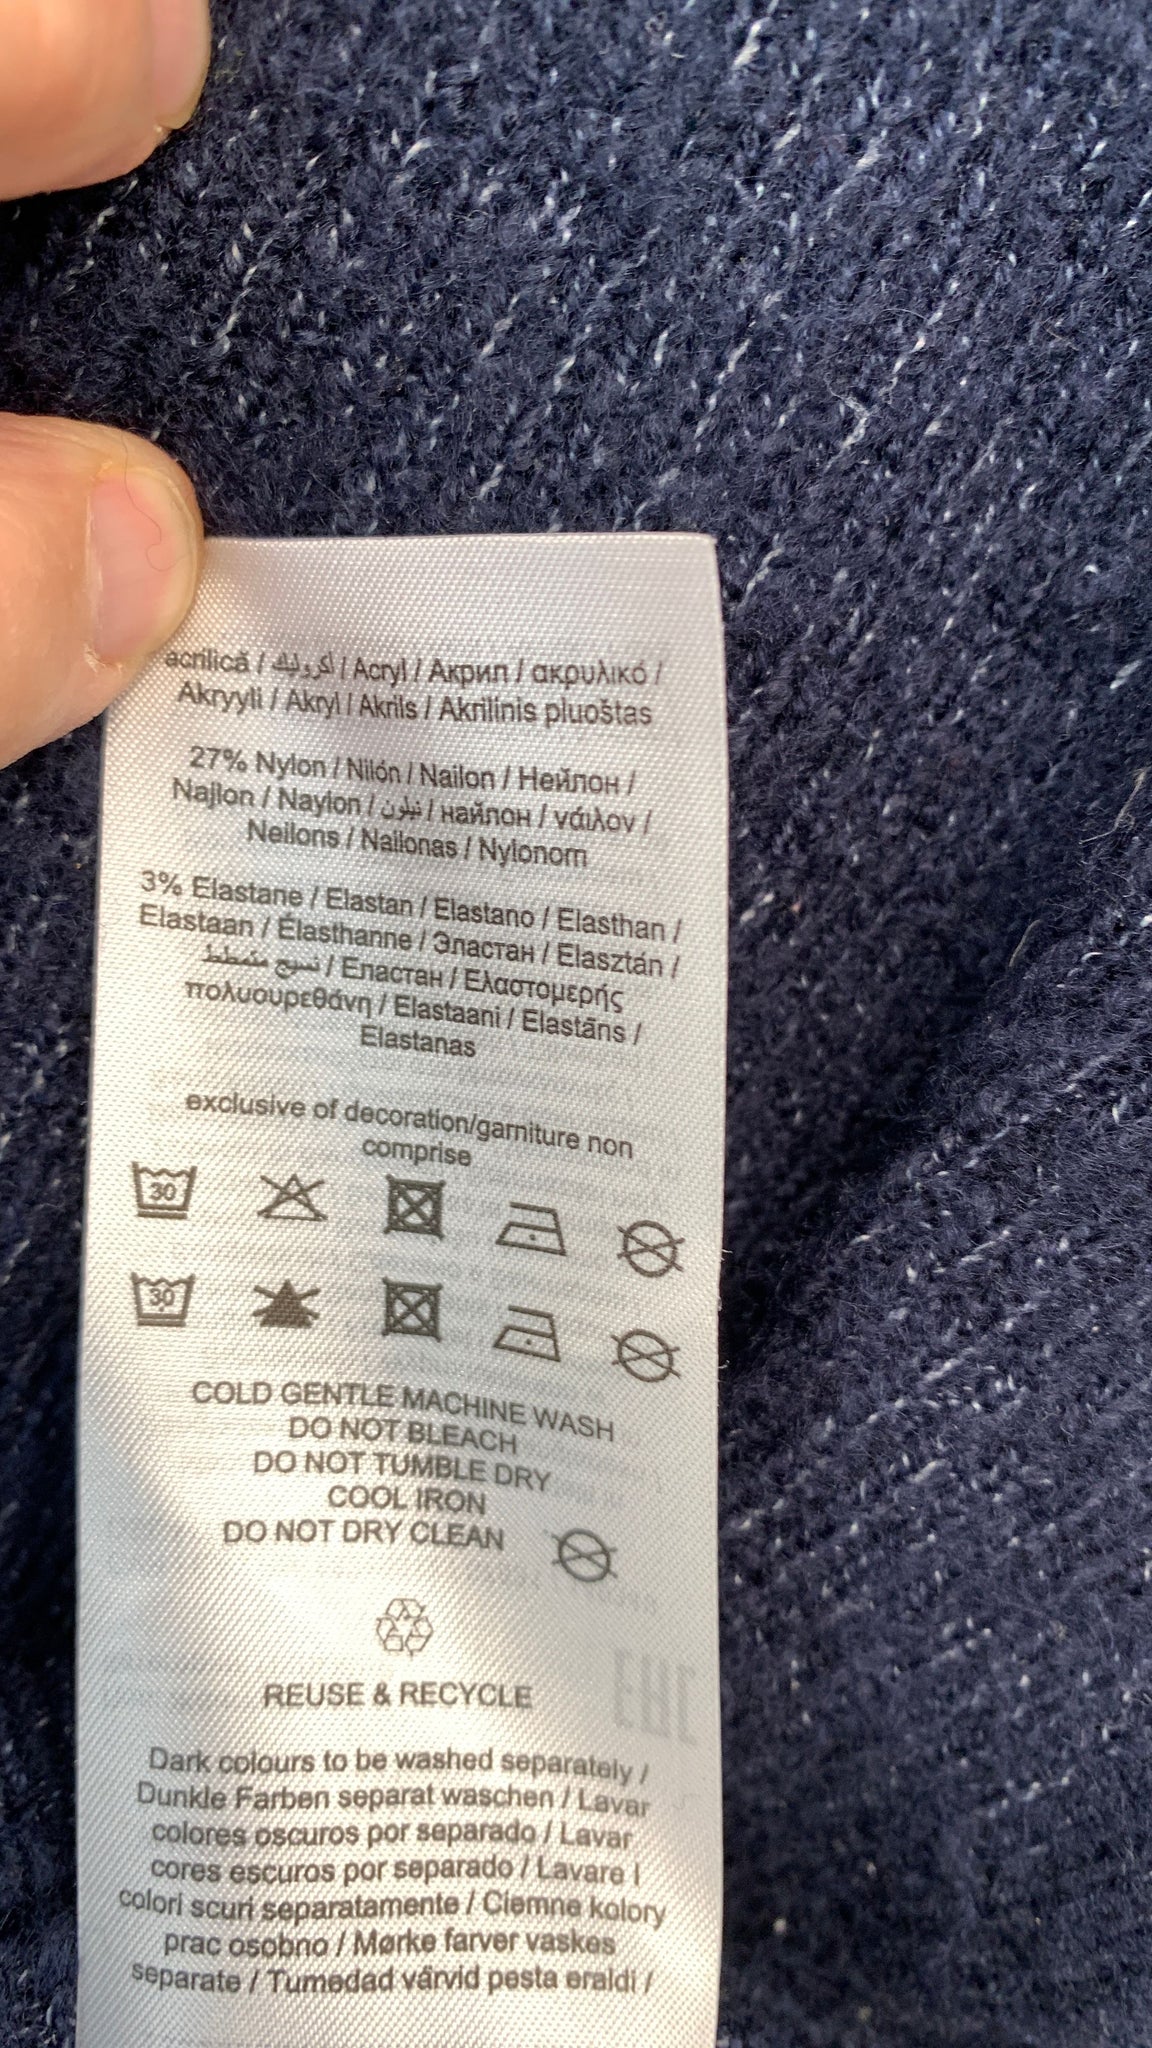 acrilică / أكروليك / Acryl / Акрил / ακρυλικό /
Akryyli / Akryl / Akrils / Akrilinis pluoštas
27% Nylon / Nilón / Nailon / Нейлон /
Najlon / Naylon / نيلون / найлон / νάιλον /
Neilons / Nailonas / Nylonom
3% Elastane / Elastan / Elastano / Elasthan /
Elastaan / Élasthanne / Эластан / Elasztán /
نسيج متمطط / Еластан / Ελαστομερής
πολυουρεθάνη / Elastaani / Elastāns /
Elastanas
exclusive of decoration/garniture non
comprise
30
30
COLD GENTLE MACHINE WASH
DO NOT BLEACH
DO NOT TUMBLE DRY
COOL IRON
DO NOT DRY CLEAN
REUSE & RECYCLE
Dark colours to be washed separately /
Dunkle Farben separat waschen / Lavar
colores oscuros por separado / Lavar
cores escuros por separado / Lavare I
colori scuri separatamente / Ciemne kolory
prac osobno / Mørke farver vaskes
separate / Tumedad värvid pesta eraldi /